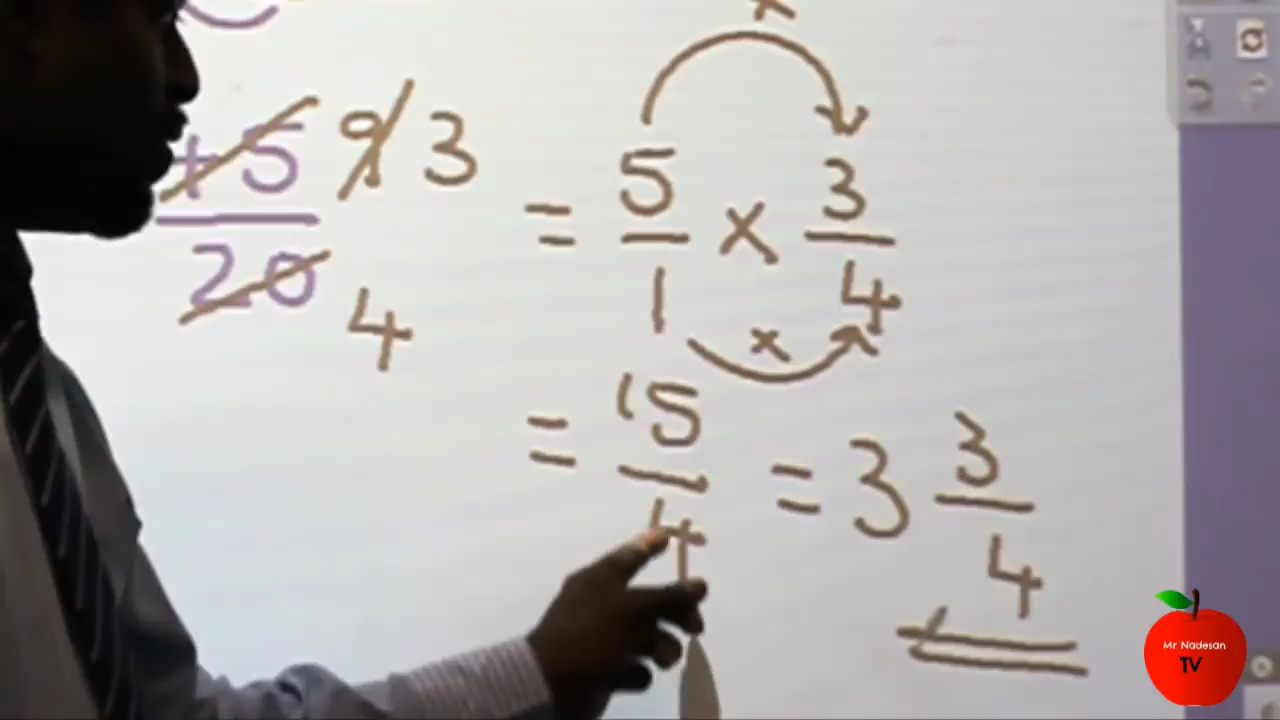 ×
+5 9 3
20 4
= 5/1 × 3/4
×
= 15/4 = 3 3/4
Mr Nadesan
TV